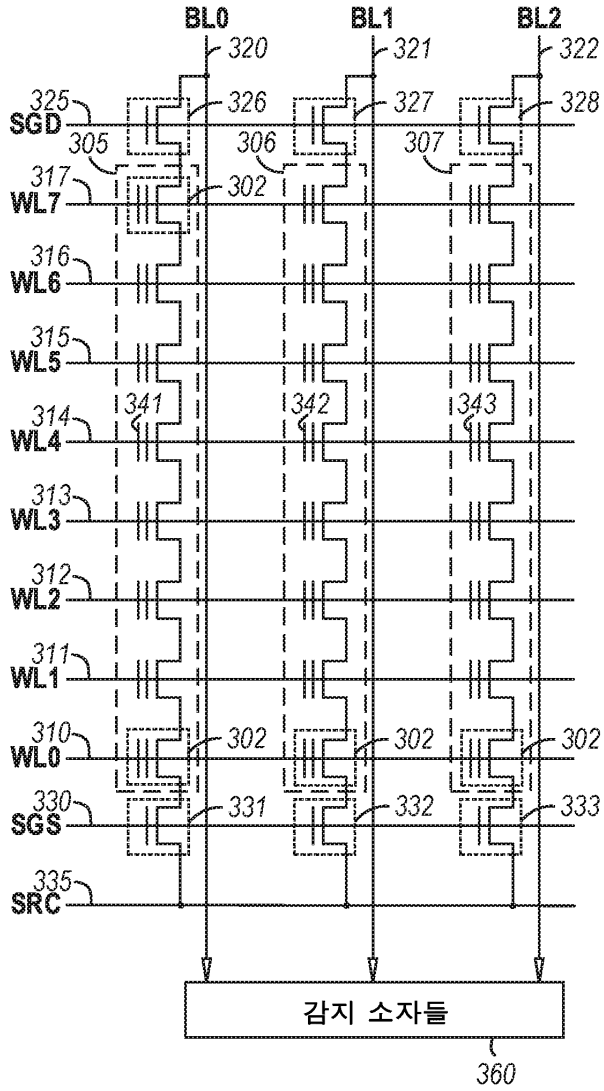 BL0 BL1 BL2
320 321 322
325 326 327 328
SGD
305 306 307
317 302
WL7
316
WL6
315
WL5
314 341 342 343
WL4
313
WL3
312
WL2
311
WL1
310 302 302 302
WL0
330 331 332 333
SGS
335
SRC
감지 소자들
360